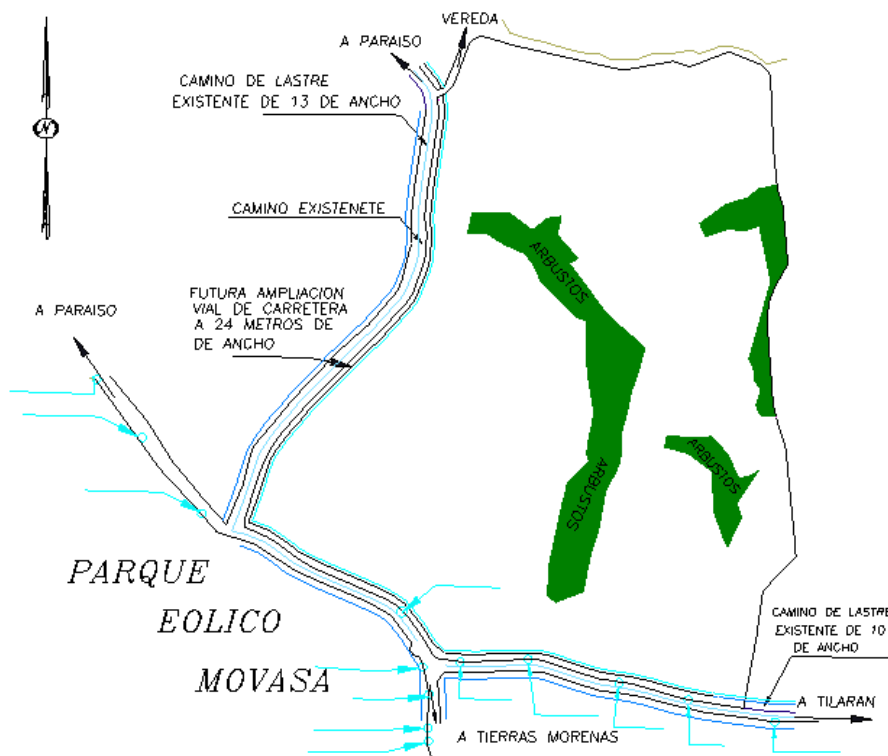 VEREDA
A PARAISO
CAMINO DE LASTRE
EXISTENTE DE 13 DE ANCHO
N
CAMINO EXISTENETE
ARBUSTOS
FUTURA AMPLIACION
VIAL DE CARRETERA
A 24 METROS DE
DE ANCHO
A PARAISO
ARBUSTOS
ARBUSTOS
PARQUE
EOLICO
MOVASA
CAMINO DE LASTRE
EXISTENTE DE 10
DE ANCHO
A TILARAN
A TIERRAS MORENAS